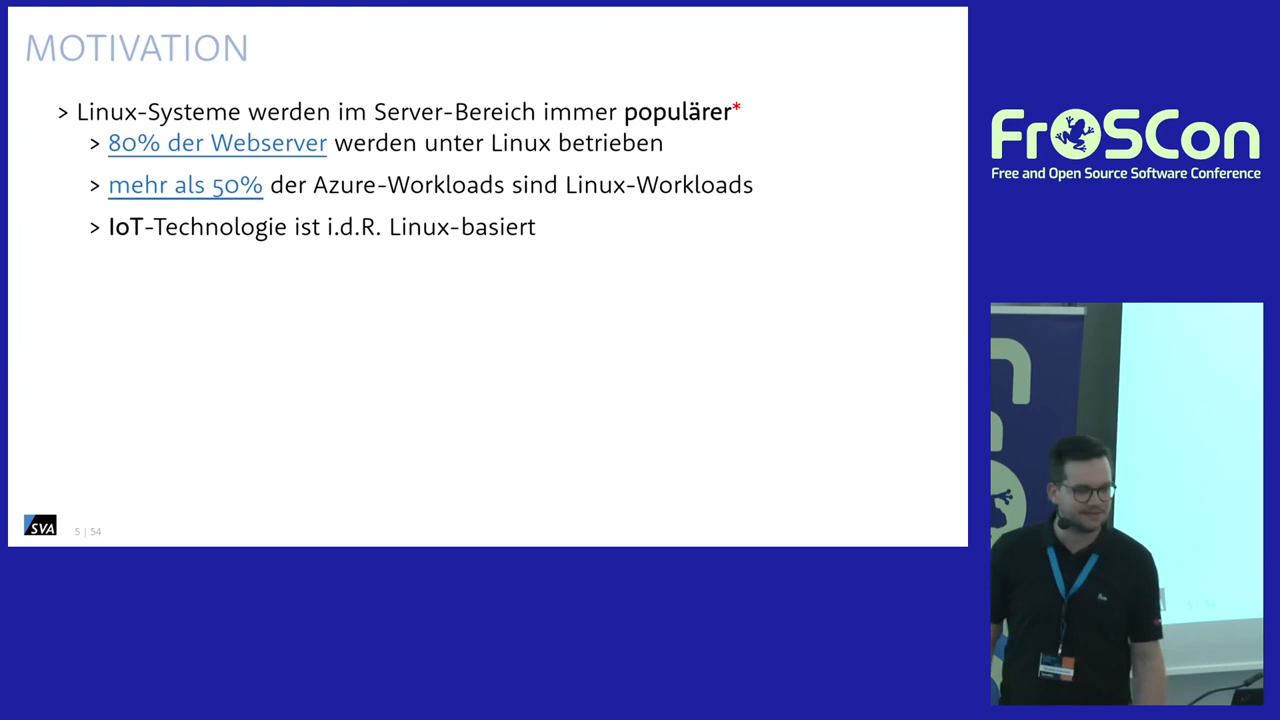 MOTIVATION
> Linux-Systeme werden im Server-Bereich immer populärer*
> 80% der Webserver werden unter Linux betrieben
> mehr als 50% der Azure-Workloads sind Linux-Workloads
> IoT-Technologie ist i.d.R. Linux-basiert
SVA
5 | 54
FrOSCon
Free and Open Source Software Conference
5 | 54